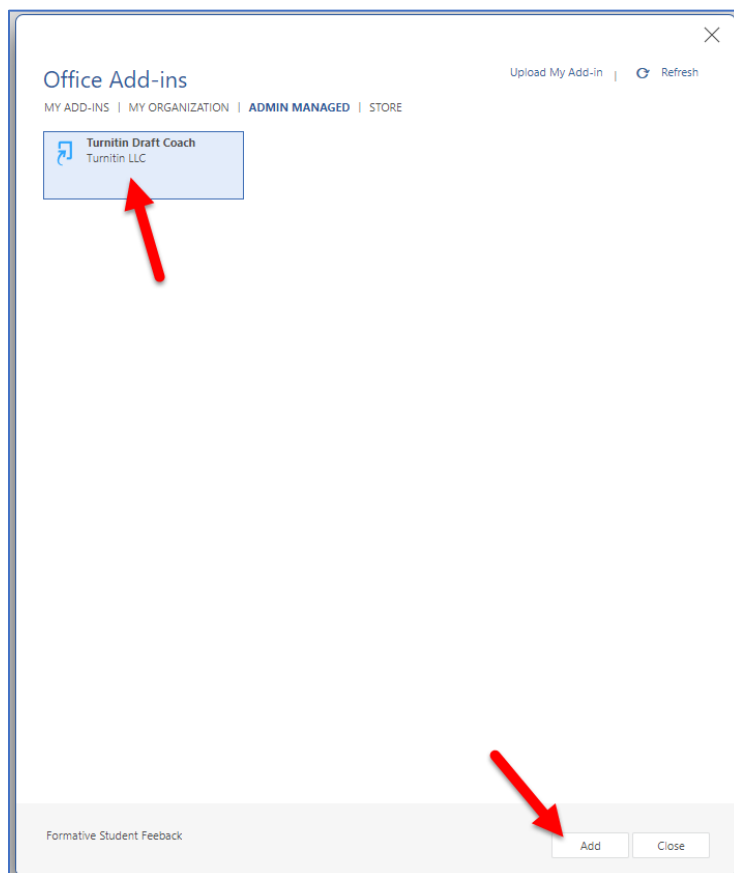 Office Add-ins
Upload My Add-in | Refresh
MY ADD-INS | MY ORGANIZATION | ADMIN MANAGED | STORE
Turnitin Draft Coach
Turnitin LLC
Formative Student Feeback
Add Close